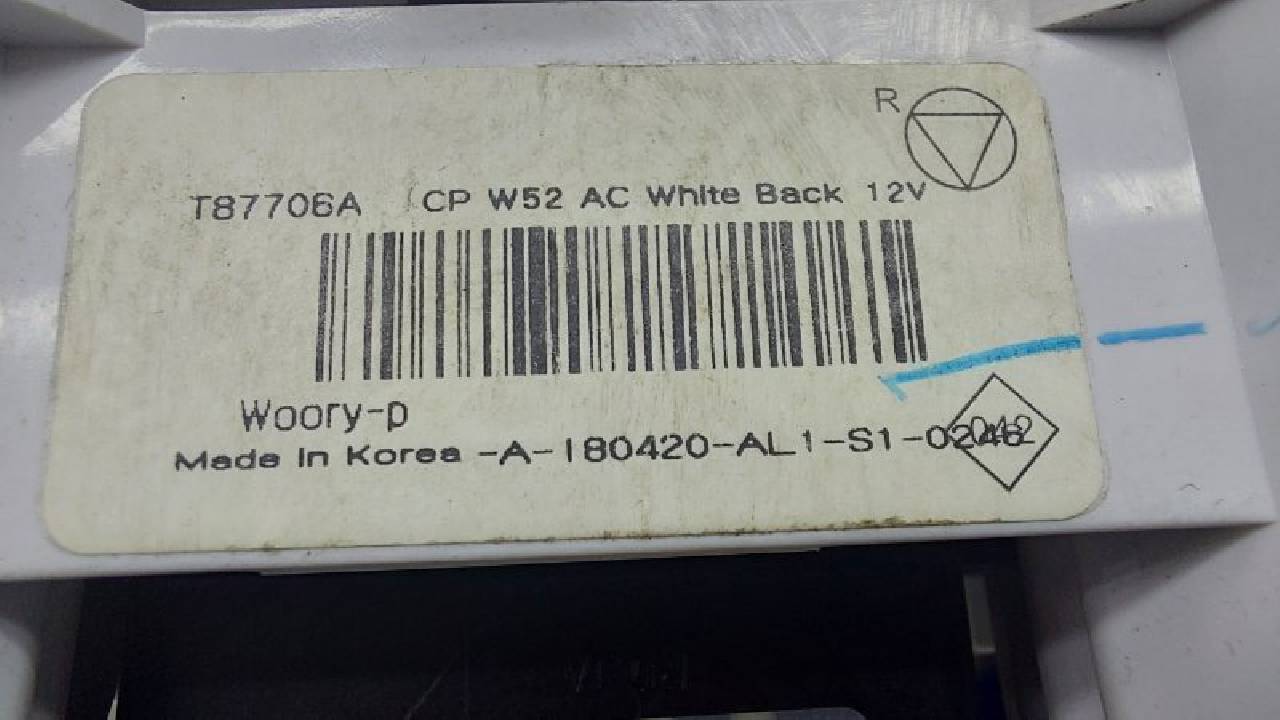 R
T87706A (CP W52 AC White Back 12V
Woory-p
Made In Korea -A-180420-AL1-S1-0246